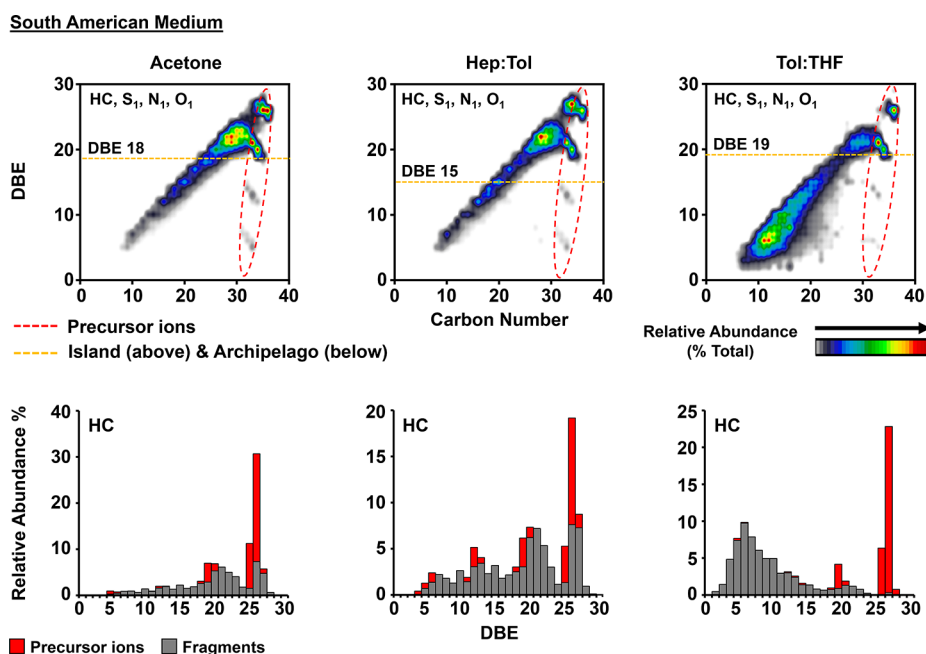 South American Medium
Acetone
Hep:Tol
Tol:THF
DBE
30
20
10
0
HC, S₁, N₁, O₁
DBE 18
0 10 20 30 40
30
20
10
0
HC, S₁, N₁, O₁
DBE 15
0 10 20 30 40
Carbon Number
30
20
10
0
HC, S₁, N₁, O₁
DBE 19
0 10 20 30 40
Precursor ions
Island (above) & Archipelago (below)
Relative Abundance
(% Total)
Relative Abundance %
40
30
20
10
0
HC
0 5 10 15 20 25 30
20
15
10
5
0
HC
0 5 10 15 20 25 30
DBE
25
20
15
10
5
0
HC
0 5 10 15 20 25 30
Precursor ions
Fragments